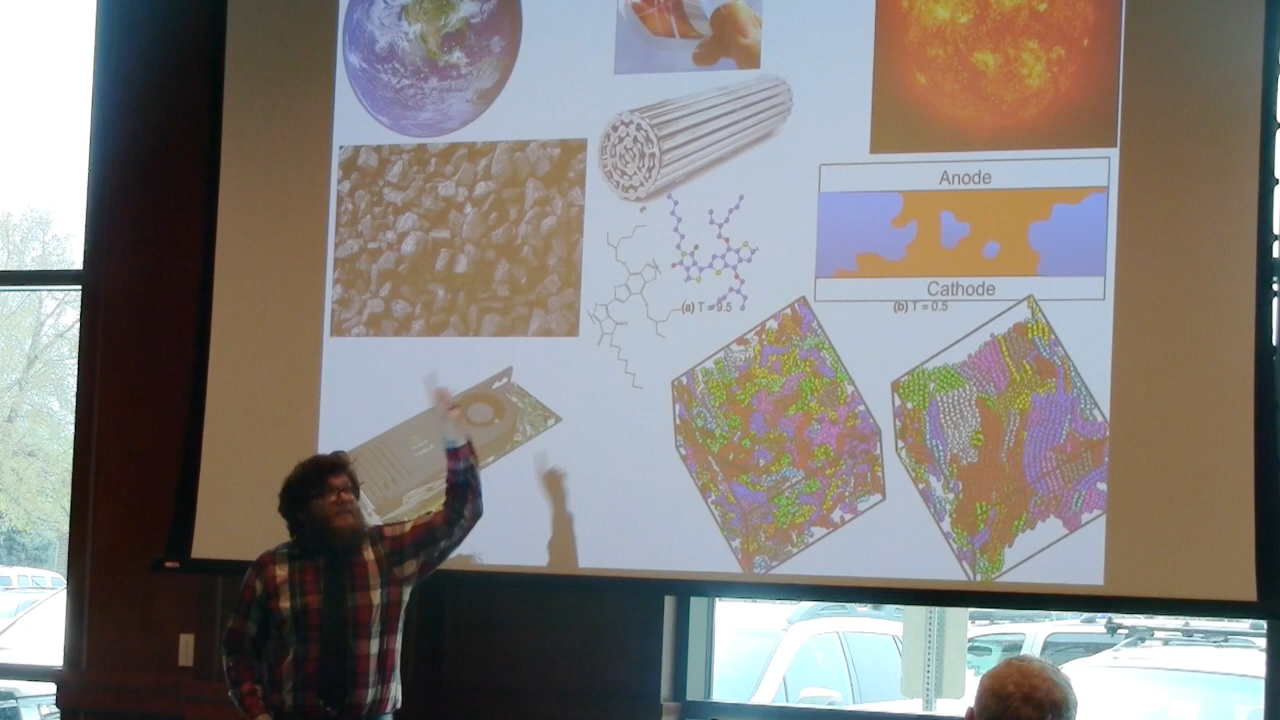 Anode
Cathode
(a) T = 9.5
(b) T = 0.5